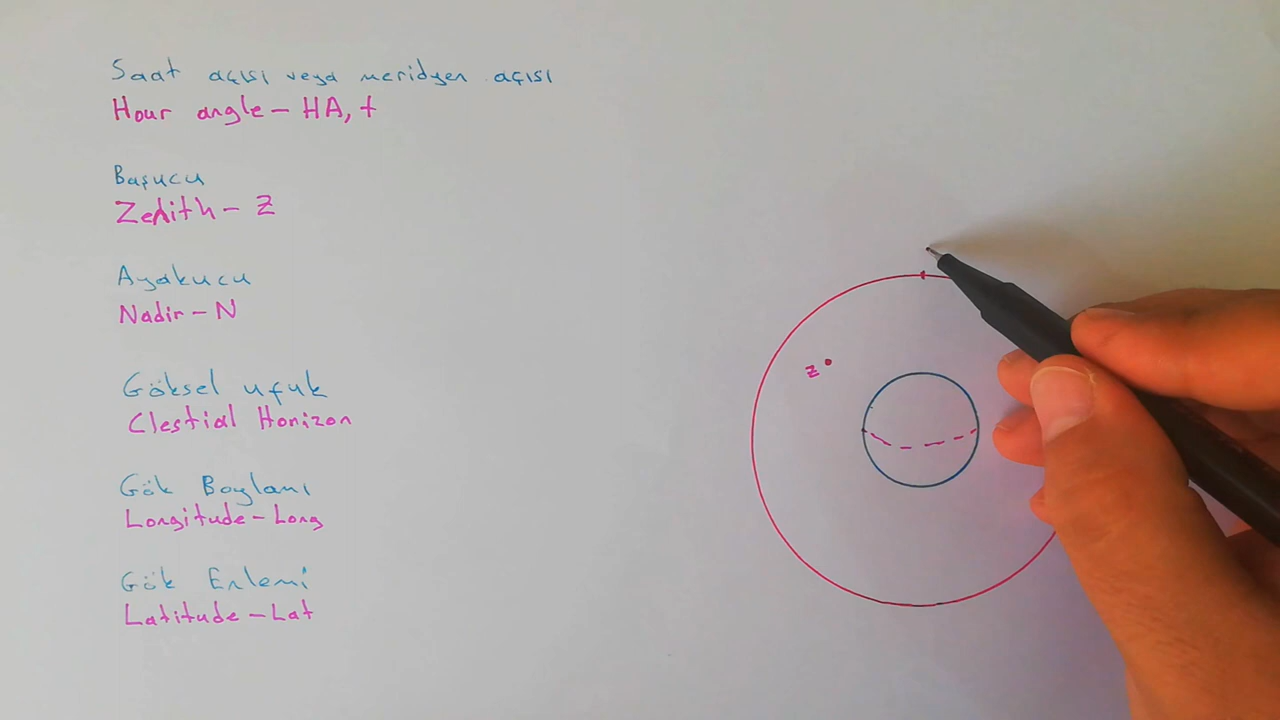 Saat açısı veya meridyen açısı
Hour angle - HA, t
Başucu
Zenith - Z
Ayakucu
Nadir - N
Göksel ufuk
Clestial Horizon
Gök Boylamı
Longitude - Long
Gök Enlemi
Latitude - Lat
z